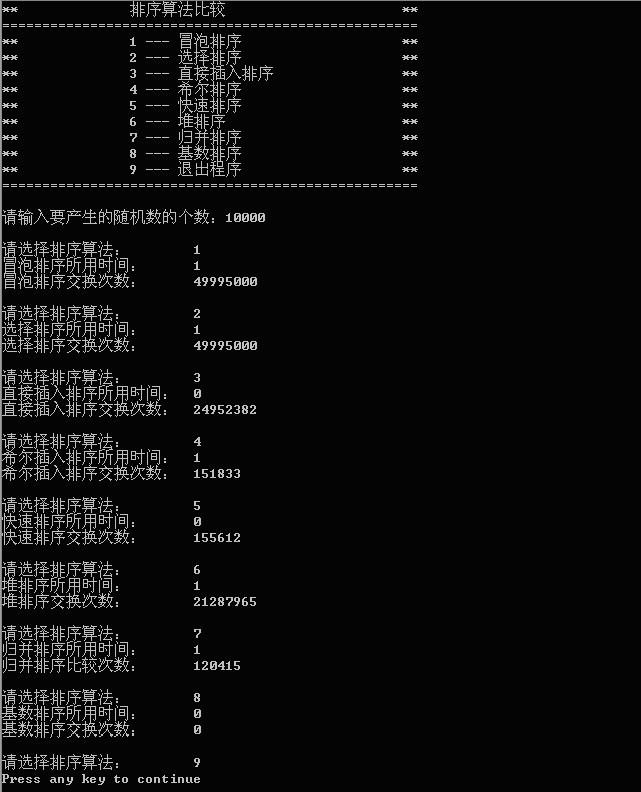 **              排序算法比较                      **
====================================================
**              1 --- 冒泡排序                    **
**              2 --- 选择排序                    **
**              3 --- 直接插入排序                **
**              4 --- 希尔排序                    **
**              5 --- 快速排序                    **
**              6 --- 堆排序                      **
**              7 --- 归并排序                    **
**              8 --- 基数排序                    **
**              9 --- 退出程序                    **
====================================================
请输入要产生的随机数的个数：10000
请选择排序算法：        1
冒泡排序所用时间：      1
冒泡排序交换次数：      49995000
请选择排序算法：        2
选择排序所用时间：      1
选择排序交换次数：      49995000
请选择排序算法：        3
直接插入排序所用时间：  0
直接插入排序交换次数：  24952382
请选择排序算法：        4
希尔插入排序所用时间：  1
希尔插入排序交换次数：  151833
请选择排序算法：        5
快速排序所用时间：      0
快速排序交换次数：      155612
请选择排序算法：        6
堆排序所用时间：        1
堆排序交换次数：        21287965
请选择排序算法：        7
归并排序所用时间：      1
归并排序比较次数：      120415
请选择排序算法：        8
基数排序所用时间：      0
基数排序交换次数：      0
请选择排序算法：        9
Press any key to continue